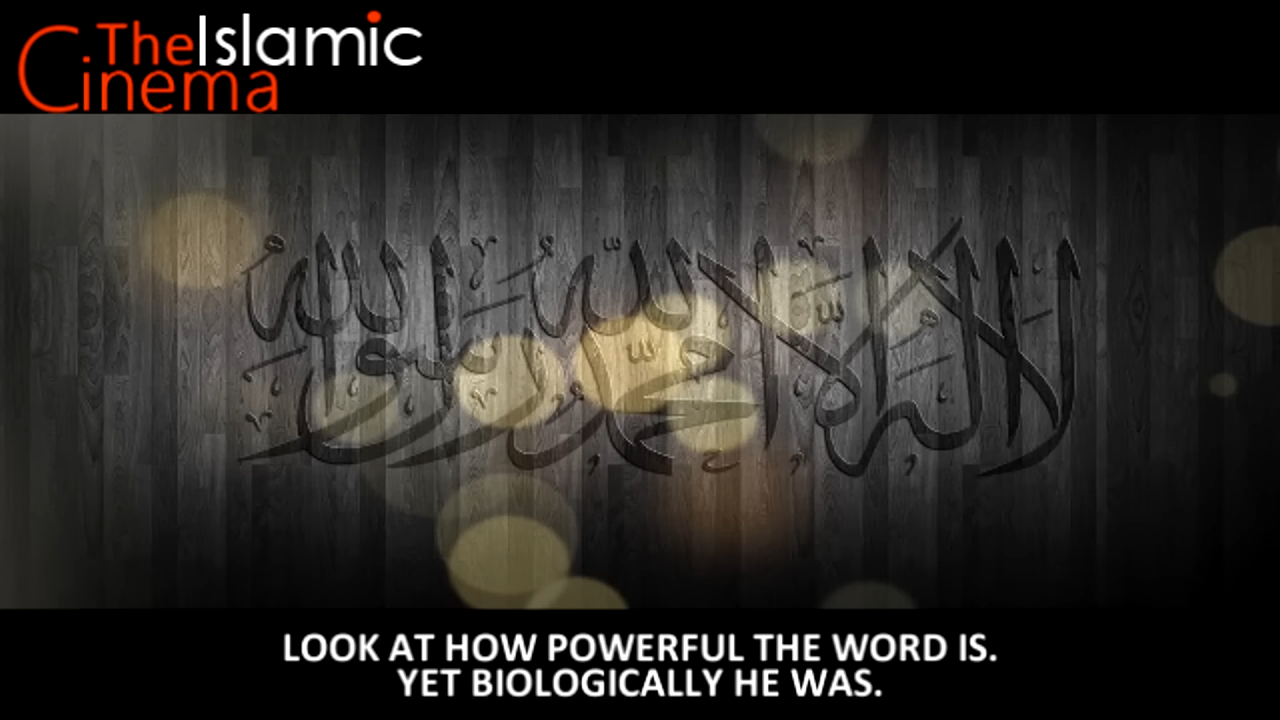 TheIslamic
Cinema
لا إله إلا الله محمد رسول الله
LOOK AT HOW POWERFUL THE WORD IS.
YET BIOLOGICALLY HE WAS.